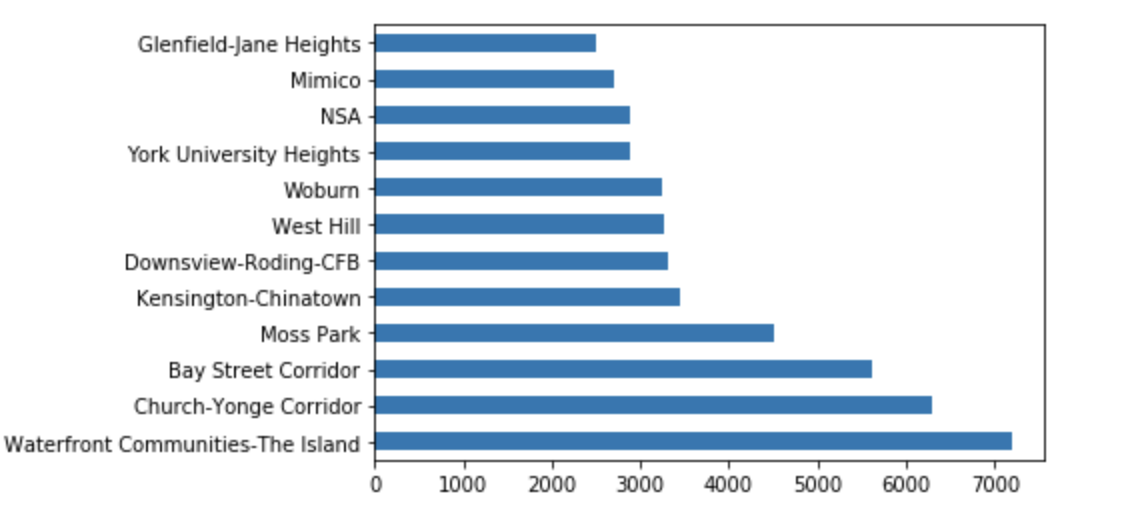 Glenfield-Jane Heights
Mimico
NSA
York University Heights
Woburn
West Hill
Downsview-Roding-CFB
Kensington-Chinatown
Moss Park
Bay Street Corridor
Church-Yonge Corridor
Waterfront Communities-The Island
0 1000 2000 3000 4000 5000 6000 7000